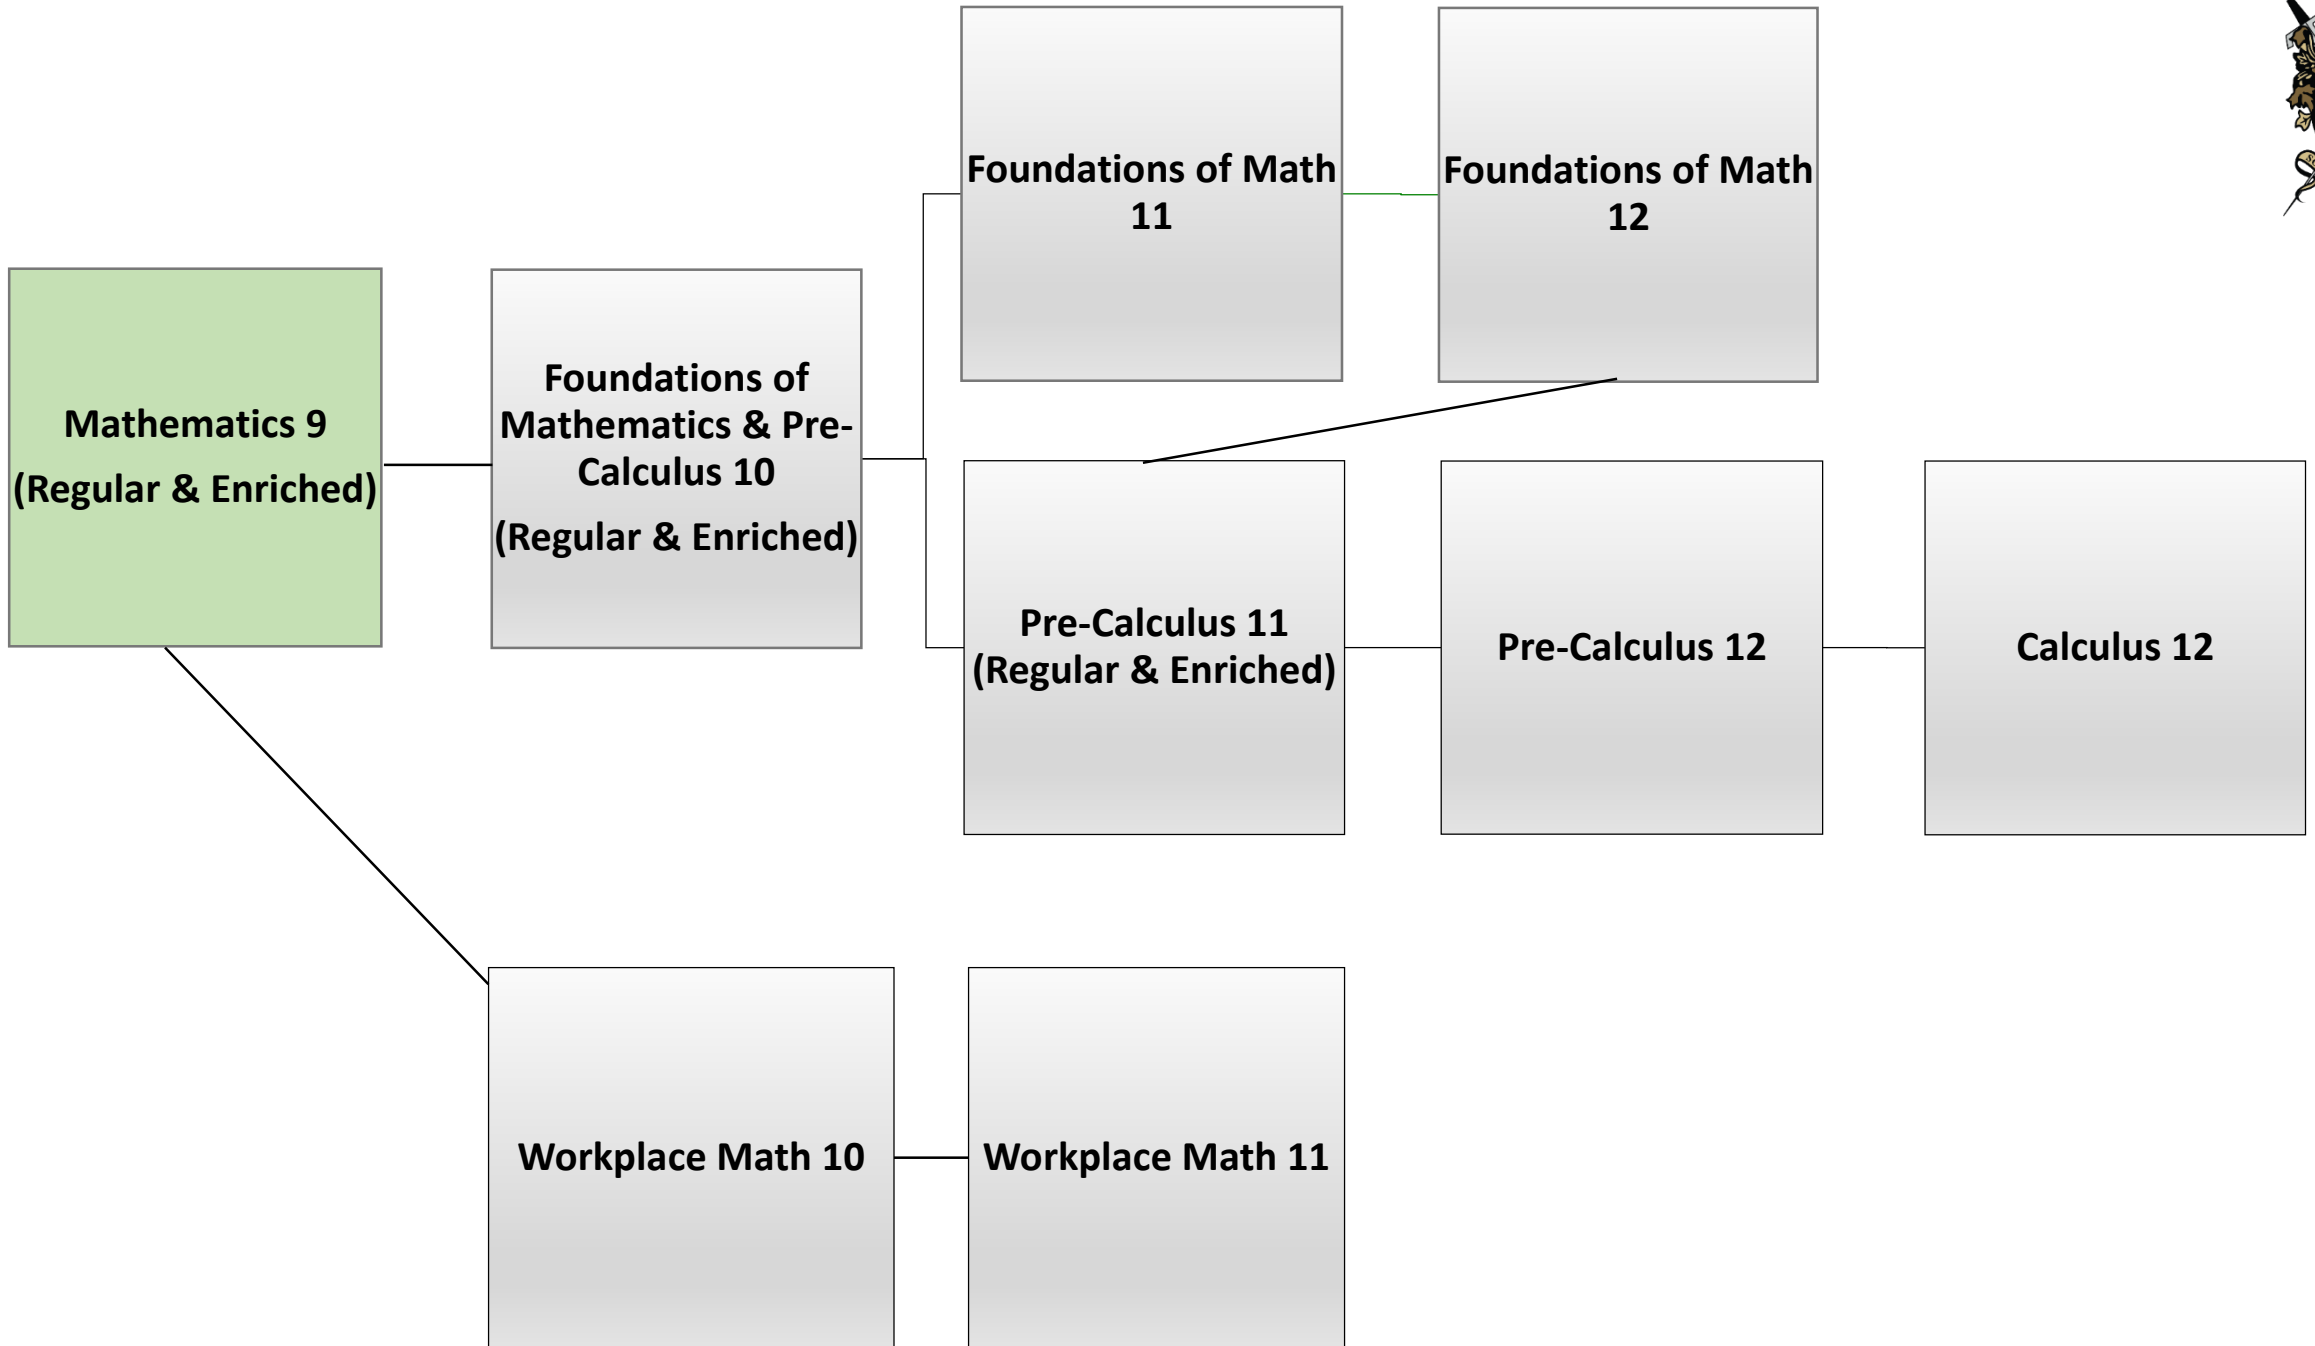 Foundations of Math
11
Foundations of Math
12
Mathematics 9
(Regular & Enriched)
Foundations of
Mathematics & Pre-
Calculus 10
(Regular & Enriched)
Pre-Calculus 11
(Regular & Enriched)
Pre-Calculus 12
Calculus 12
Workplace Math 10
Workplace Math 11